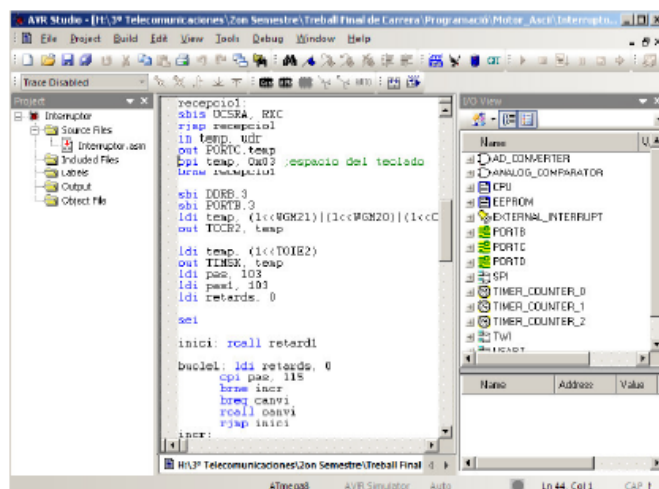 AVR Studio - [H:\3º Telecomunicaciones\2on Semestre\Treball Final de Carrera\Programació\Motor_Ascii\Interrupto...
File Project Build Edit View Tools Debug Window Help
Trace Disabled
Project
Interruptor
Source Files
Interruptor.asm
Included Files
Labels
Output
Object File
recepcio1:
sbis UCSRA, RXC
rjmp recepcio1
in temp, udr
out PORTC,temp
cpi temp, 0x03 ;espacio del teclado
brne recepcio1
sbi DDRB,3
sbi PORTB,3
ldi temp, (1<<WGM21)|(1<<WGM20)|(1<<C
out TCCR2, temp
ldi temp, (1<<TOIE2)
out TIMSK, temp
ldi pas, 103
ldi pas1, 103
ldi retards, 0
sei
inici: rcall retard1
bucle1: ldi retards, 0
cpi pas, 115
brne incr
breq canvi
rcall canvi
rjmp inici
incr:
H:\3º Telecomunicaciones\2on Semestre\Treball Final
I/O View
Name
AD_CONVERTER
ANALOG_COMPARATOR
CPU
EEPROM
EXTERNAL_INTERRUPT
PORTB
PORTC
PORTD
SPI
TIMER_COUNTER_0
TIMER_COUNTER_1
TIMER_COUNTER_2
TWI
USART
Name Address Value
ATmega8 AVR Simulator Auto Ln 44, Col 1 CAP